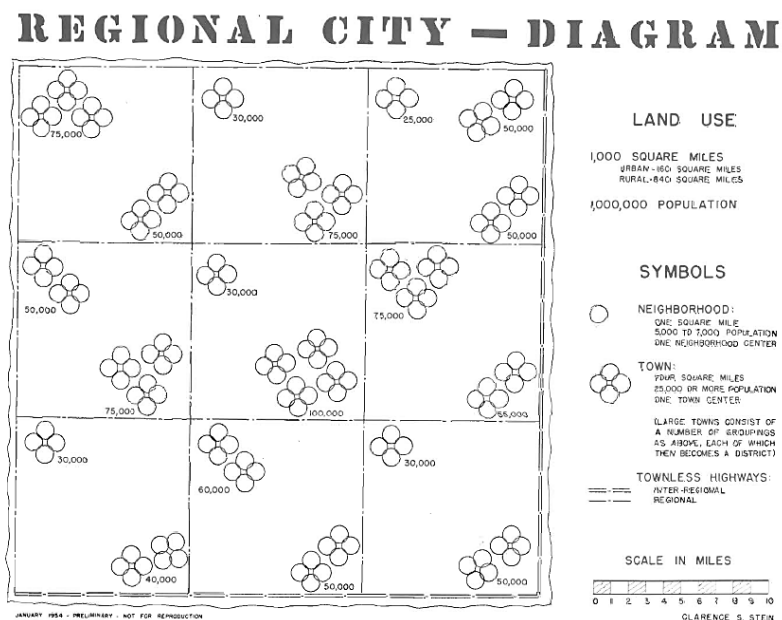 REGIONAL CITY — DIAGRAM
75,000
30,000
25,000
50,000
50,000
75,000
50,000
50,000
30,000
75,000
75,000
100,000
55,000
30,000
60,000
30,000
40,000
50,000
50,000
LAND USE
1,000 SQUARE MILES
URBAN - 160 SQUARE MILES
RURAL - 840 SQUARE MILES
1,000,000 POPULATION
SYMBOLS
NEIGHBORHOOD:
ONE SQUARE MILE
5,000 TO 7,000 POPULATION
ONE NEIGHBORHOOD CENTER
TOWN:
FOUR SQUARE MILES
25,000 OR MORE POPULATION
ONE TOWN CENTER
(LARGE TOWNS CONSIST OF
A NUMBER OF GROUPINGS
AS ABOVE, EACH OF WHICH
THEN BECOMES A DISTRICT)
TOWNLESS HIGHWAYS:
INTER-REGIONAL
REGIONAL
SCALE IN MILES
0 1 2 3 4 5 6 7 8 9 10
JANUARY 1954 - PRELIMINARY - NOT FOR REPRODUCTION
CLARENCE S. STEIN